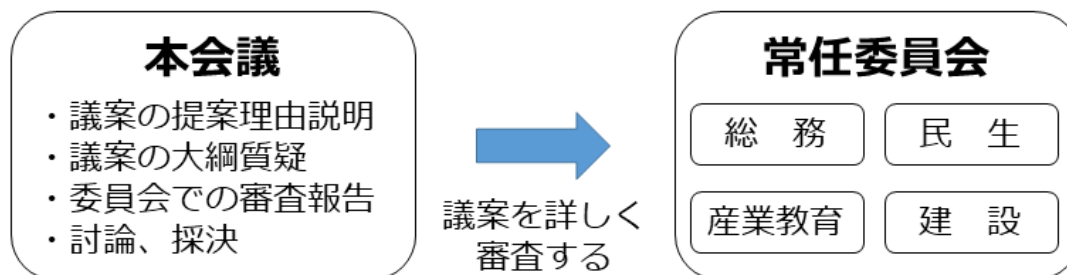 本会議
・議案の提案理由説明
・議案の大綱質疑
・委員会での審査報告
・討論、採決
議案を詳しく
審査する
常任委員会
総　務
民　生
産業教育
建　設